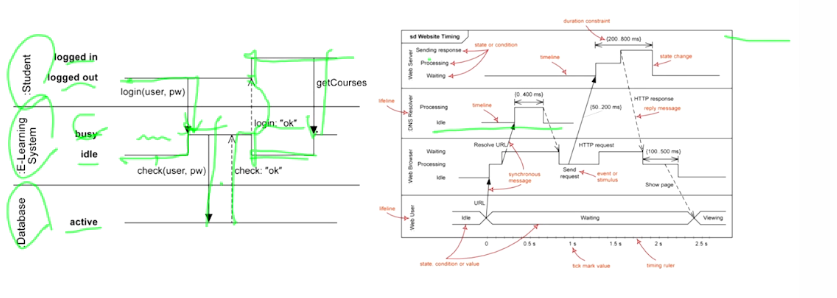 :Student
logged in
logged out
login(user, pw)
getCourses
:E-Learning
System
busy
idle
login: "ok"
check(user, pw)
check: "ok"
Database
active
sd Website Timing
duration constraint
{200..800 ms}
Web Server
Sending response
Processing
Waiting
state or condition
timeline
state change
lifeline
DNS Resolver
Processing
Idle
timeline
{0..400 ms}
{50..200 ms}
HTTP response
reply message
Web Browser
Waiting
Processing
Idle
Resolve URL
HTTP request
{100..500 ms}
synchronous
message
Send
request
event or
stimulus
Show page
lifeline
Web User
URL
Idle
Waiting
Viewing
0
0.5 s
1 s
1.5 s
2 s
2.5 s
state, condition or value
tick mark value
timing ruler